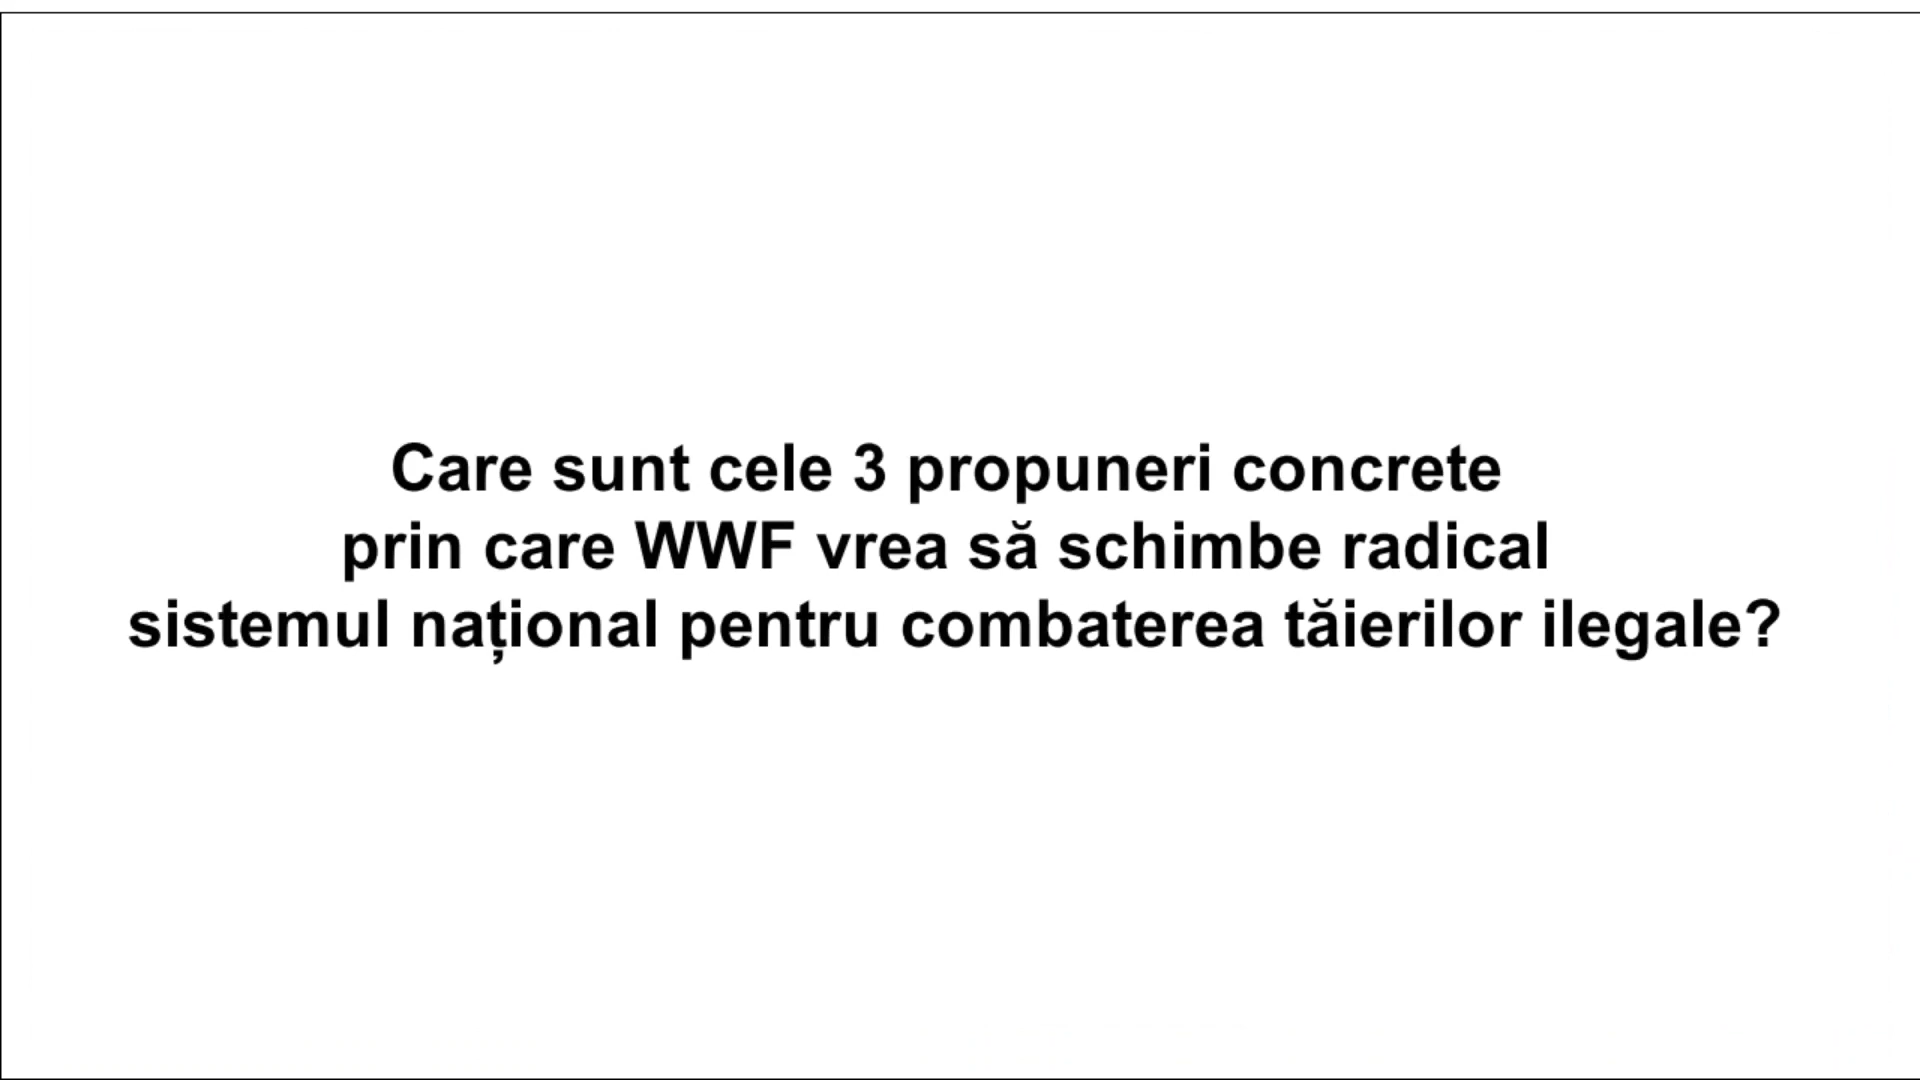 Care sunt cele 3 propuneri concrete
prin care WWF vrea să schimbe radical
sistemul național pentru combaterea tăierilor ilegale?